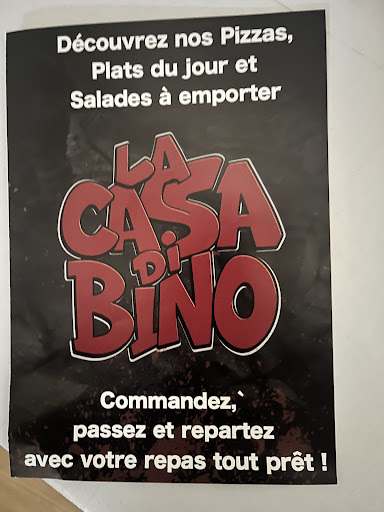 Découvrez nos Pizzas,
Plats du jour et
Salades à emporter
LA
CASA
DI
BINO
Commandez,`
passez et repartez
avec votre repas tout prêt !